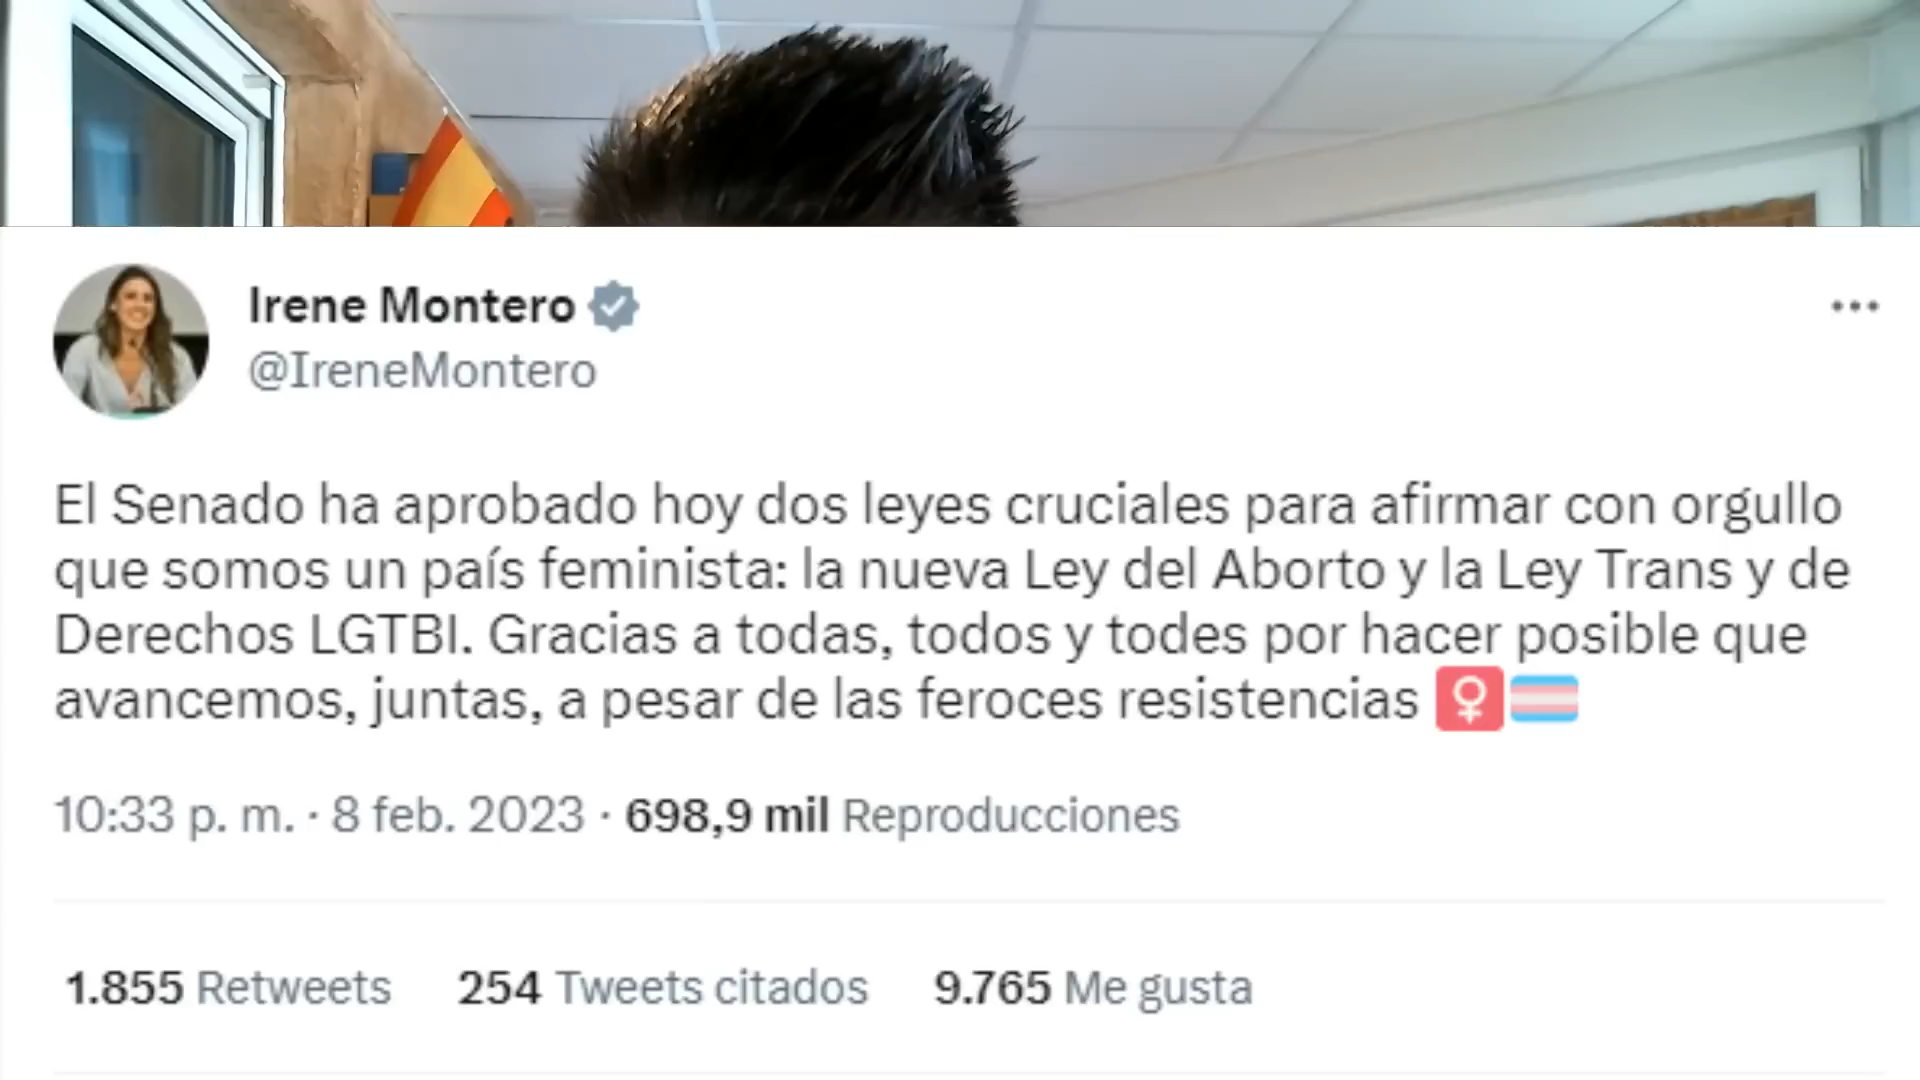 Irene Montero
@IreneMontero
El Senado ha aprobado hoy dos leyes cruciales para afirmar con orgullo
que somos un país feminista: la nueva Ley del Aborto y la Ley Trans y de
Derechos LGTBI. Gracias a todas, todos y todes por hacer posible que
avancemos, juntas, a pesar de las feroces resistencias
10:33 p. m. · 8 feb. 2023 · 698,9 mil Reproducciones
1.855 Retweets 254 Tweets citados 9.765 Me gusta